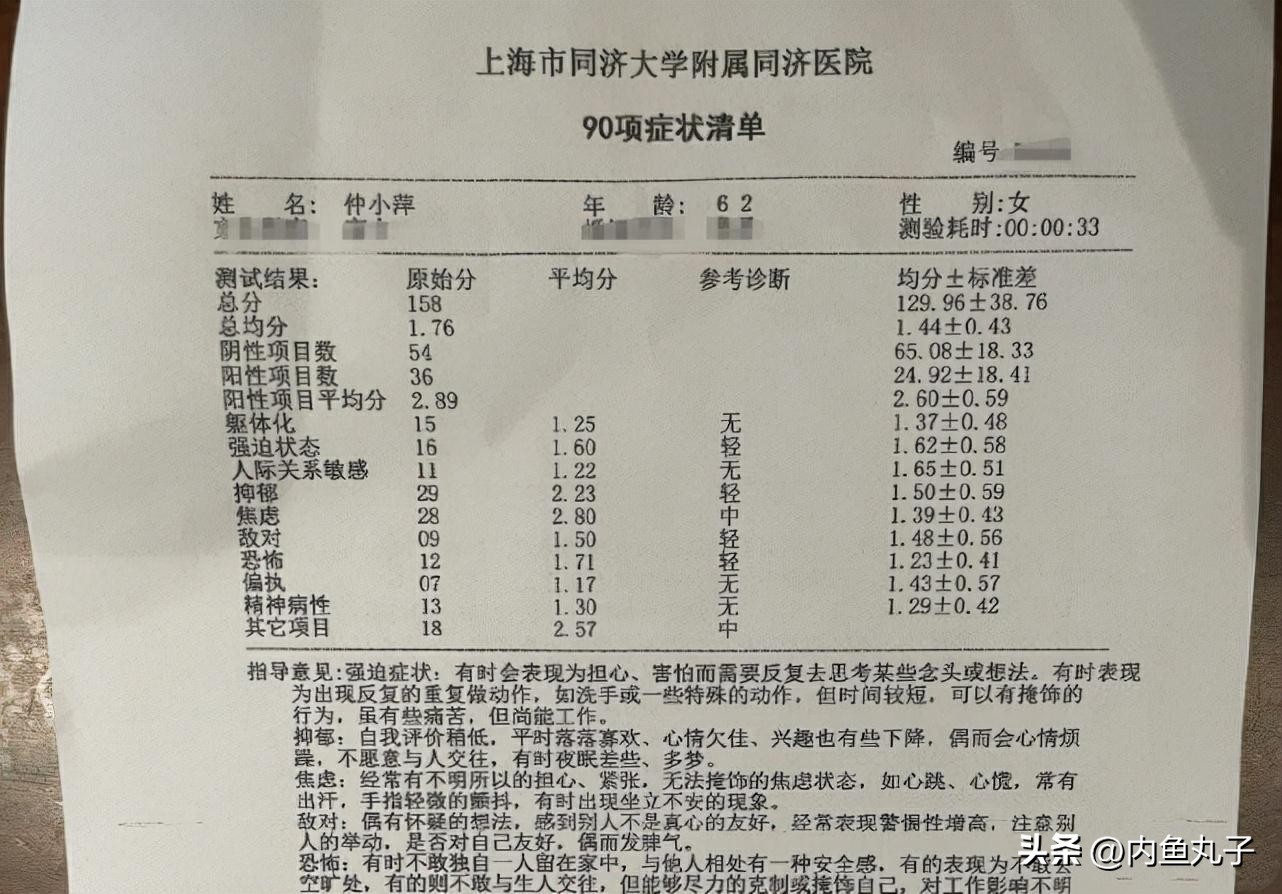 上海市同济大学附属同济医院
90项症状清单
编号
姓 名: 仲小萍 年 龄: 6 2 性 别:女
测验耗时:00:00:33
测试结果: 原始分 平均分 参考诊断 均分±标准差
总分 158 129.96±38.76
总均分 1.76 1.44±0.43
阴性项目数 54 65.08±18.33
阳性项目数 36 24.92±18.41
阳性项目平均分 2.89 2.60±0.59
躯体化 15 1.25 无 1.37±0.48
强迫状态 16 1.60 轻 1.62±0.58
人际关系敏感 11 1.22 无 1.65±0.51
抑郁 29 2.23 轻 1.50±0.59
焦虑 28 2.80 中 1.39±0.43
敌对 09 1.50 轻 1.48±0.56
恐怖 12 1.71 轻 1.23±0.41
偏执 07 1.17 无 1.43±0.57
精神病性 13 1.30 无 1.29±0.42
其它项目 18 2.57 中
指导意见:强迫症状: 有时会表现为担心、害怕而需要反复去思考某些念头或想法。有时表现
为出现反复的重复做动作, 如洗手或一些特殊的动作, 但时间较短, 可以有掩饰的
行为, 虽有些痛苦, 但尚能工作。
抑郁: 自我评价稍低, 平时落落寡欢、心情欠佳、兴趣也有些下降, 偶而会心情烦
躁, 不愿意与人交往, 有时夜眠差些、多梦。
焦虑: 经常有不明所以的担心、紧张, 无法掩饰的焦虑状态, 如心跳、心慌, 常有
出汗, 手指轻微的颤抖, 有时出现坐立不安的现象。
敌对: 偶有怀疑的想法, 感到别人不是真心的友好, 经常表现警惕性增高, 注意别
人的举动, 是否对自己友好, 偶而发脾气。
恐怖: 有时不敢独自一人留在家中, 与他人相处有一种安全感, 有的表现为不敢去
空旷处, 有的则不敢与生人交往, 但能够尽力的克制或掩饰自己, 对工作影响不明
头条 @内鱼丸子